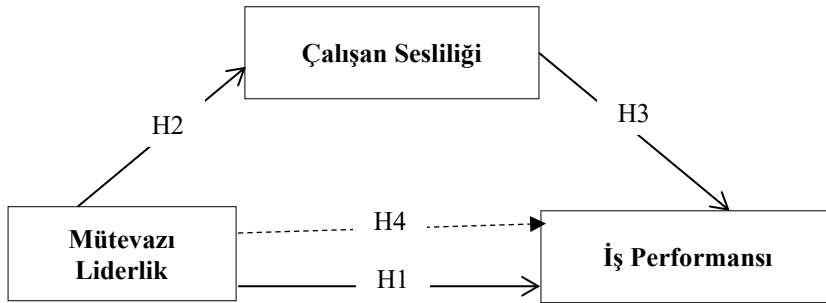 Çalışan Sesliliği
H2
H3
Mütevazı
Liderlik
H4
H1
İş Performansı